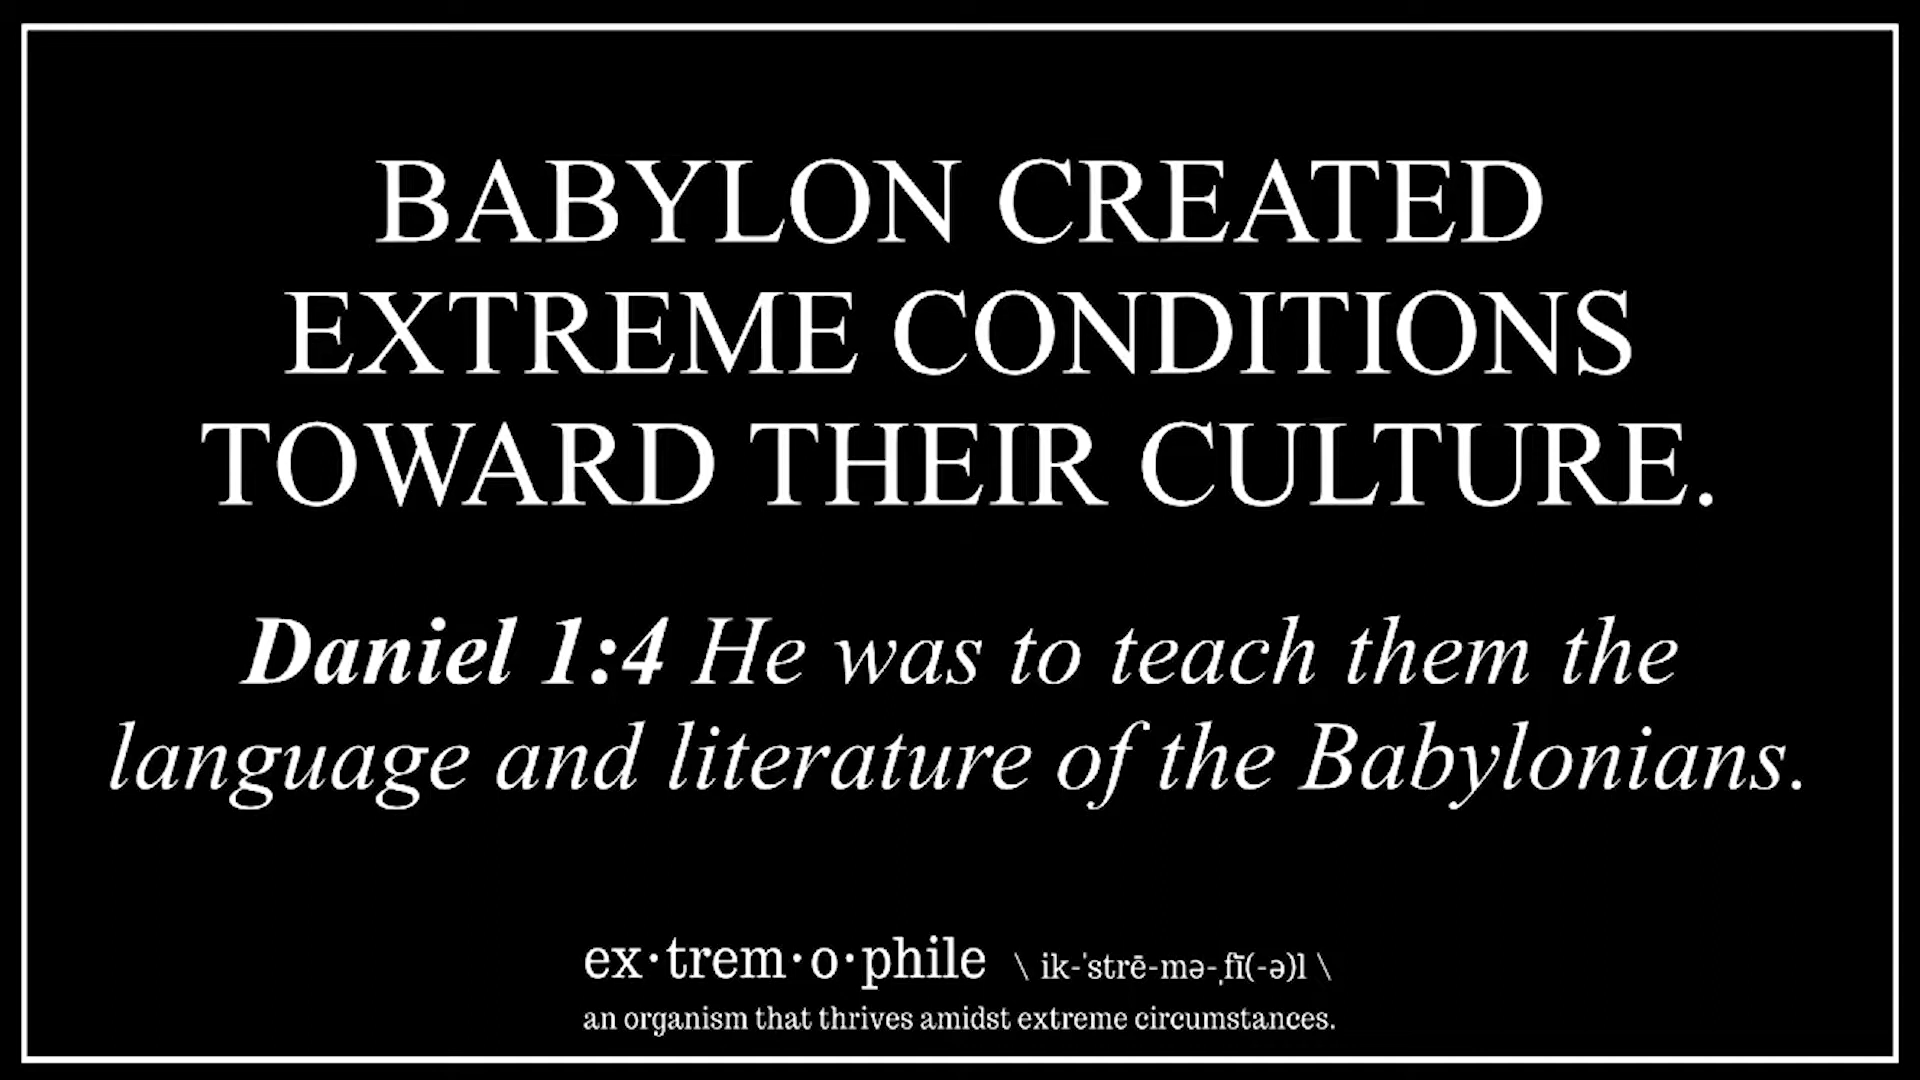 BABYLON CREATED
EXTREME CONDITIONS
TOWARD THEIR CULTURE.
Daniel 1:4 He was to teach them the
language and literature of the Babylonians.
ex·trem·o·phile \ ik-ˈstrē-mə-ˌfī(-ə)l \
an organism that thrives amidst extreme circumstances.